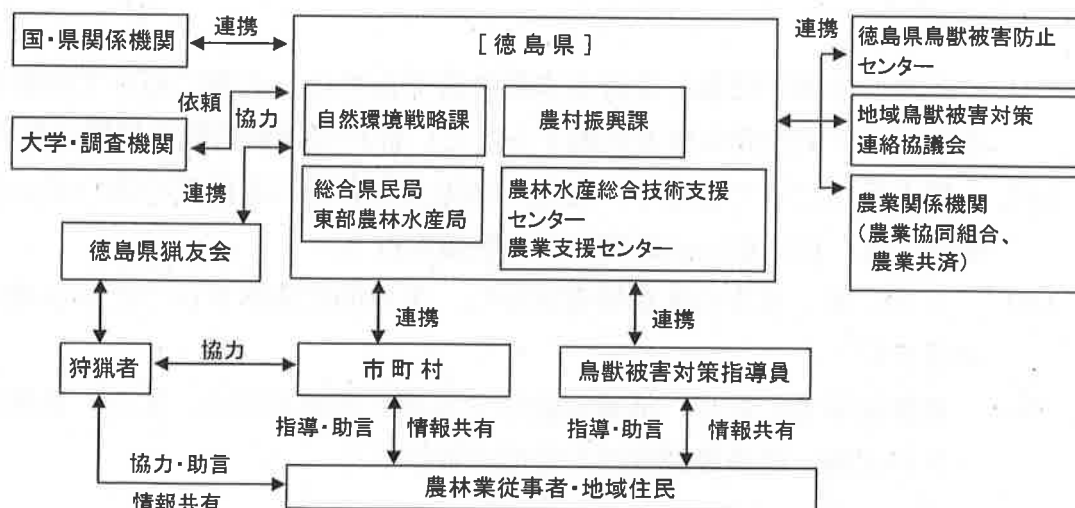 国・県関係機関
連携
[徳島県]
連携
徳島県鳥獣被害防止
センター
依頼
協力
大学・調査機関
自然環境戦略課
農村振興課
地域鳥獣被害対策
連絡協議会
連携
総合県民局
東部農林水産局
農林水産総合技術支援
センター
農業支援センター
農業関係機関
(農業協同組合、
農業共済)
徳島県猟友会
連携
連携
狩猟者
協力
市町村
鳥獣被害対策指導員
指導・助言
情報共有
指導・助言
情報共有
協力・助言
情報共有
農林業従事者・地域住民